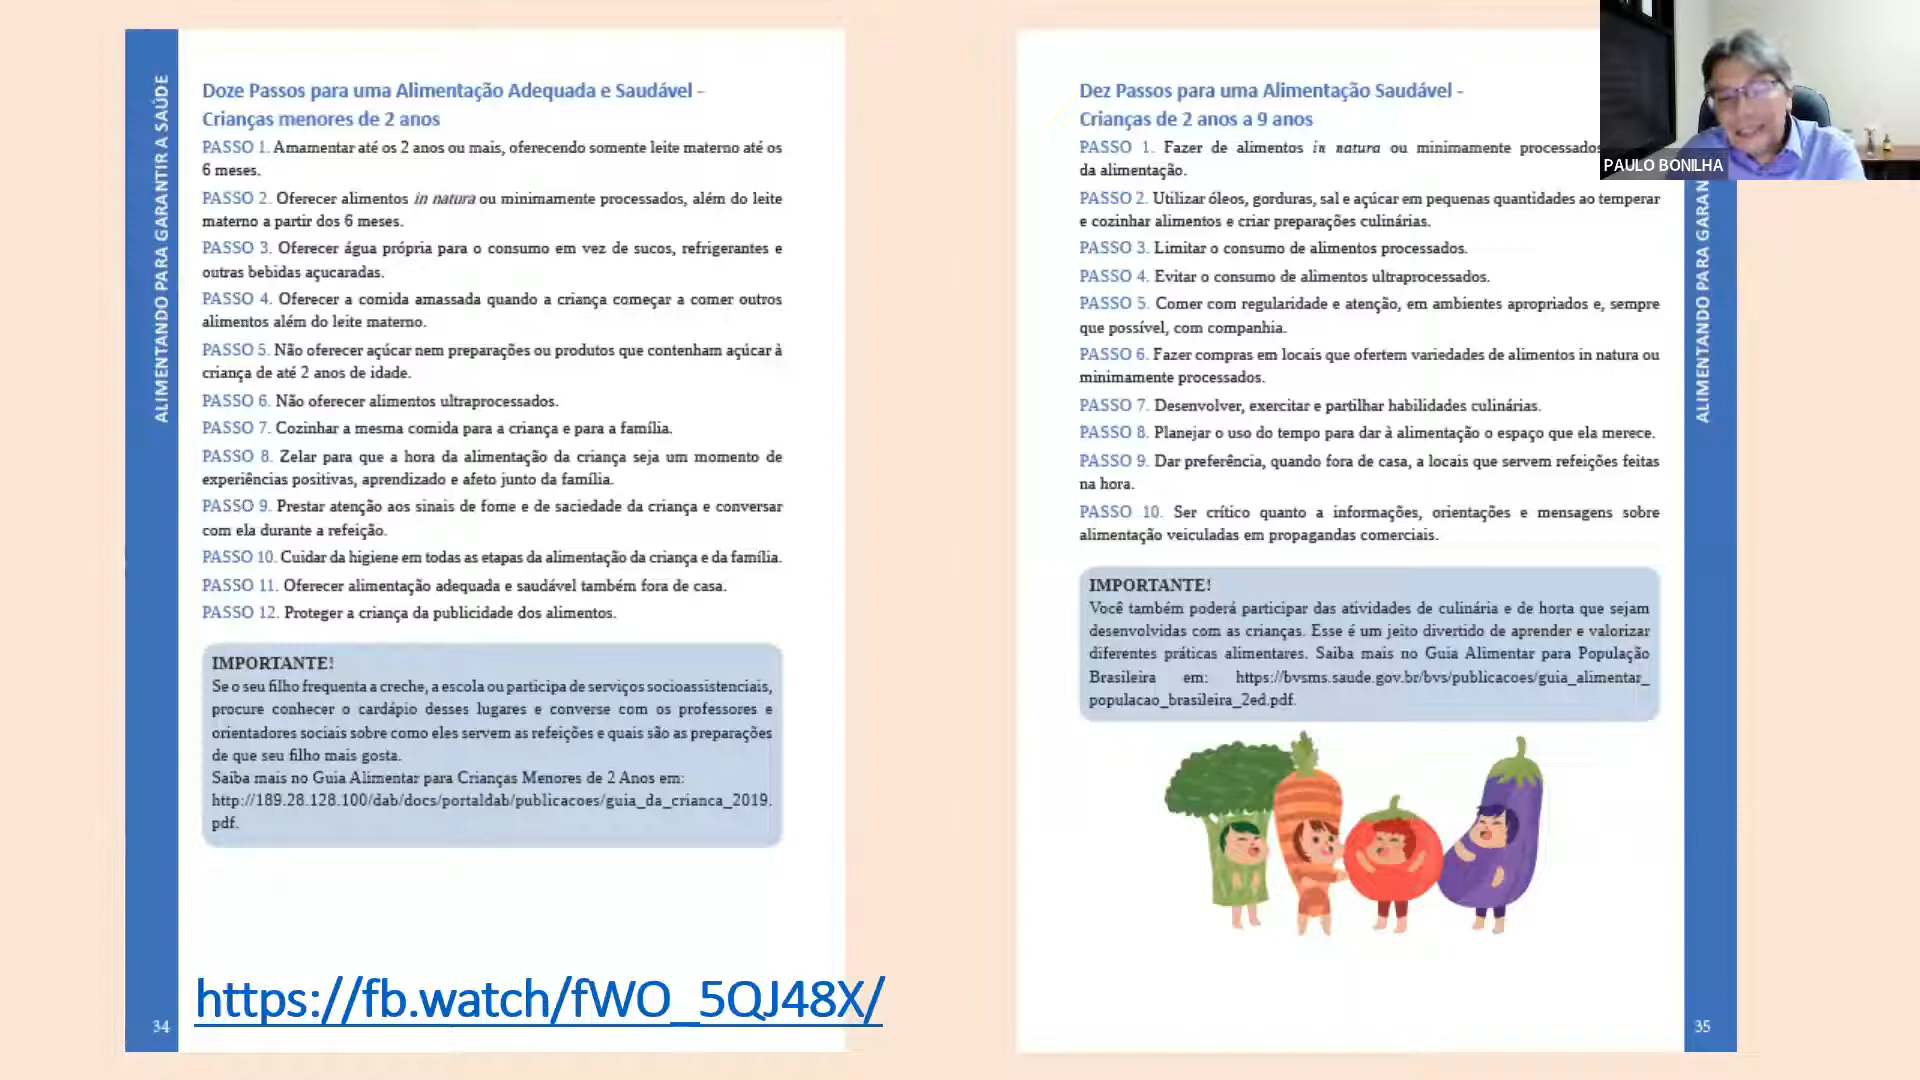 ALIMENTANDO PARA GARANTIR A SAÚDE
Doze Passos para uma Alimentação Adequada e Saudável –
Crianças menores de 2 anos
PASSO 1. Amamentar até os 2 anos ou mais, oferecendo somente leite materno até os
6 meses.
PASSO 2. Oferecer alimentos in natura ou minimamente processados, além do leite
materno a partir dos 6 meses.
PASSO 3. Oferecer água própria para o consumo em vez de sucos, refrigerantes e
outras bebidas açucaradas.
PASSO 4. Oferecer a comida amassada quando a criança começar a comer outros
alimentos além do leite materno.
PASSO 5. Não oferecer açúcar nem preparações ou produtos que contenham açúcar à
criança de até 2 anos de idade.
PASSO 6. Não oferecer alimentos ultraprocessados.
PASSO 7. Cozinhar a mesma comida para a criança e para a família.
PASSO 8. Zelar para que a hora da alimentação da criança seja um momento de
experiências positivas, aprendizado e afeto junto da família.
PASSO 9. Prestar atenção aos sinais de fome e de saciedade da criança e conversar
com ela durante a refeição.
PASSO 10. Cuidar da higiene em todas as etapas da alimentação da criança e da família.
PASSO 11. Oferecer alimentação adequada e saudável também fora de casa.
PASSO 12. Proteger a criança da publicidade dos alimentos.
IMPORTANTE!
Se o seu filho frequenta a creche, a escola ou participa de serviços socioassistenciais,
procure conhecer o cardápio desses lugares e converse com os professores e
orientadores sociais sobre como eles servem as refeições e quais são as preparações
de que seu filho mais gosta.
Saiba mais no Guia Alimentar para Crianças Menores de 2 Anos em:
http://189.28.128.100/dab/docs/portaldab/publicacoes/guia_da_crianca_2019.
pdf.
https://fb.watch/fWO_5QJ48X/
34
Dez Passos para uma Alimentação Saudável -
Crianças de 2 anos a 9 anos
PASSO 1. Fazer de alimentos in natura ou minimamente processados
da alimentação.
PASSO 2. Utilizar óleos, gorduras, sal e açúcar em pequenas quantidades ao temperar
e cozinhar alimentos e criar preparações culinárias.
PASSO 3. Limitar o consumo de alimentos processados.
PASSO 4. Evitar o consumo de alimentos ultraprocessados.
PASSO 5. Comer com regularidade e atenção, em ambientes apropriados e, sempre
que possível, com companhia.
PASSO 6. Fazer compras em locais que ofertem variedades de alimentos in natura ou
minimamente processados.
PASSO 7. Desenvolver, exercitar e partilhar habilidades culinárias.
PASSO 8. Planejar o uso do tempo para dar à alimentação o espaço que ela merece.
PASSO 9. Dar preferência, quando fora de casa, a locais que servem refeições feitas
na hora.
PASSO 10. Ser crítico quanto a informações, orientações e mensagens sobre
alimentação veiculadas em propagandas comerciais.
IMPORTANTE!
Você também poderá participar das atividades de culinária e de horta que sejam
desenvolvidas com as crianças. Esse é um jeito divertido de aprender e valorizar
diferentes práticas alimentares. Saiba mais no Guia Alimentar para População
Brasileira em: https://bvsms.saude.gov.br/bvs/publicacoes/guia_alimentar_
populacao_brasileira_2ed.pdf.
PAULO BONILHA
ALIMENTANDO PARA GARAN
35